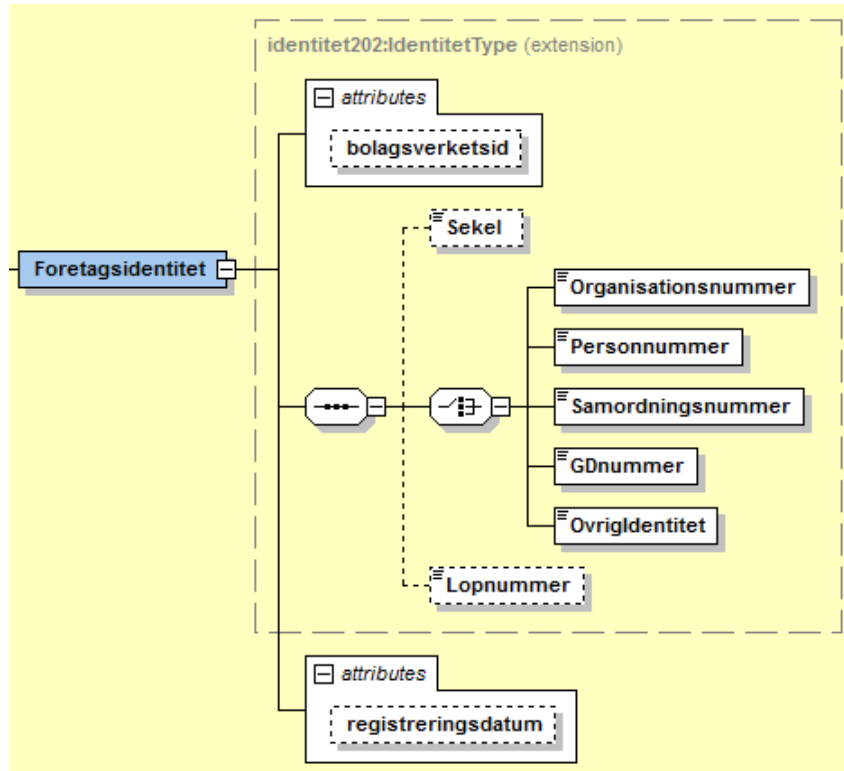 identitet202:IdentitetType (extension)
attributes
bolagsverketsid
Sekel
Foretagsidentitet
Organisationsnummer
Personnummer
Samordningsnummer
GDnummer
OvrigIdentitet
Lopnummer
attributes
registreringsdatum